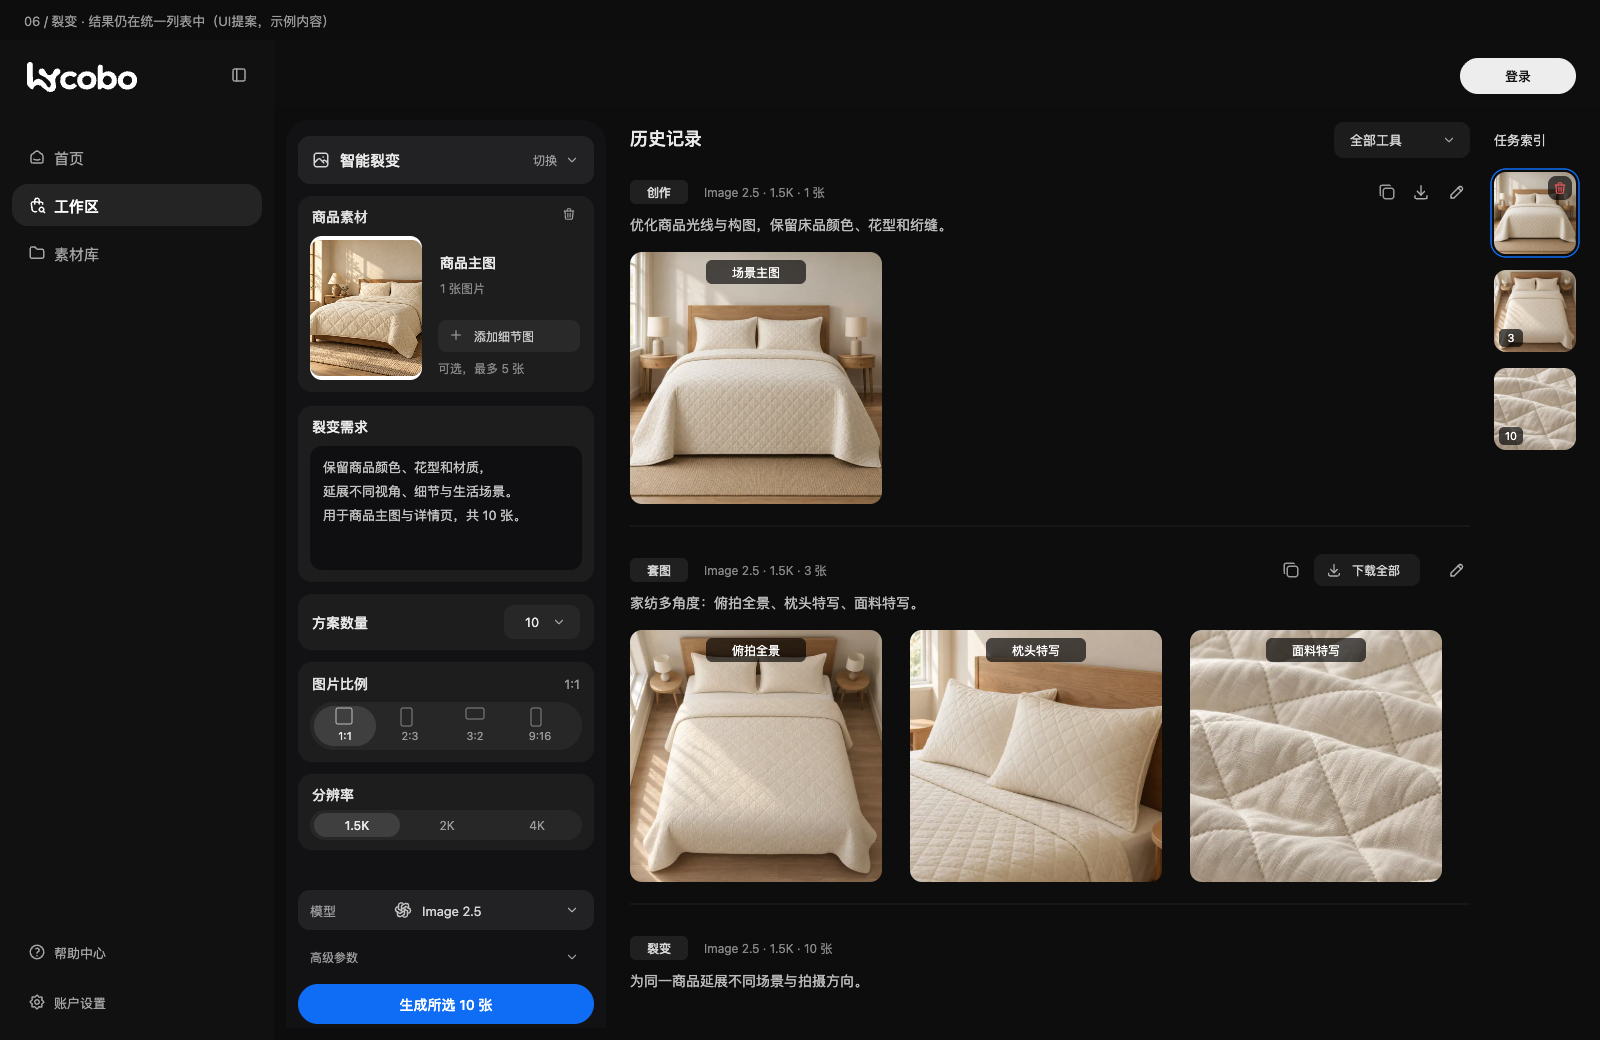 06 / 裂变 · 结果仍在统一列表中（UI提案，示例内容）
lycobo
登录
首页
工作区
素材库
帮助中心
账户设置
智能裂变
切换
商品素材
商品主图
1 张图片
添加细节图
可选，最多 5 张
裂变需求
保留商品颜色、花型和材质，
延展不同视角、细节与生活场景。
用于商品主图与详情页，共 10 张。
方案数量
10
图片比例
1:1
1:1
2:3
3:2
9:16
分辨率
1.5K
2K
4K
模型
Image 2.5
高级参数
生成所选 10 张
历史记录
全部工具
创作
Image 2.5 · 1.5K · 1 张
优化商品光线与构图，保留床品颜色、花型和绗缝。
场景主图
套图
Image 2.5 · 1.5K · 3 张
下载全部
家纺多角度：俯拍全景、枕头特写、面料特写。
俯拍全景
枕头特写
面料特写
裂变
Image 2.5 · 1.5K · 10 张
为同一商品延展不同场景与拍摄方向。
任务索引
3
10